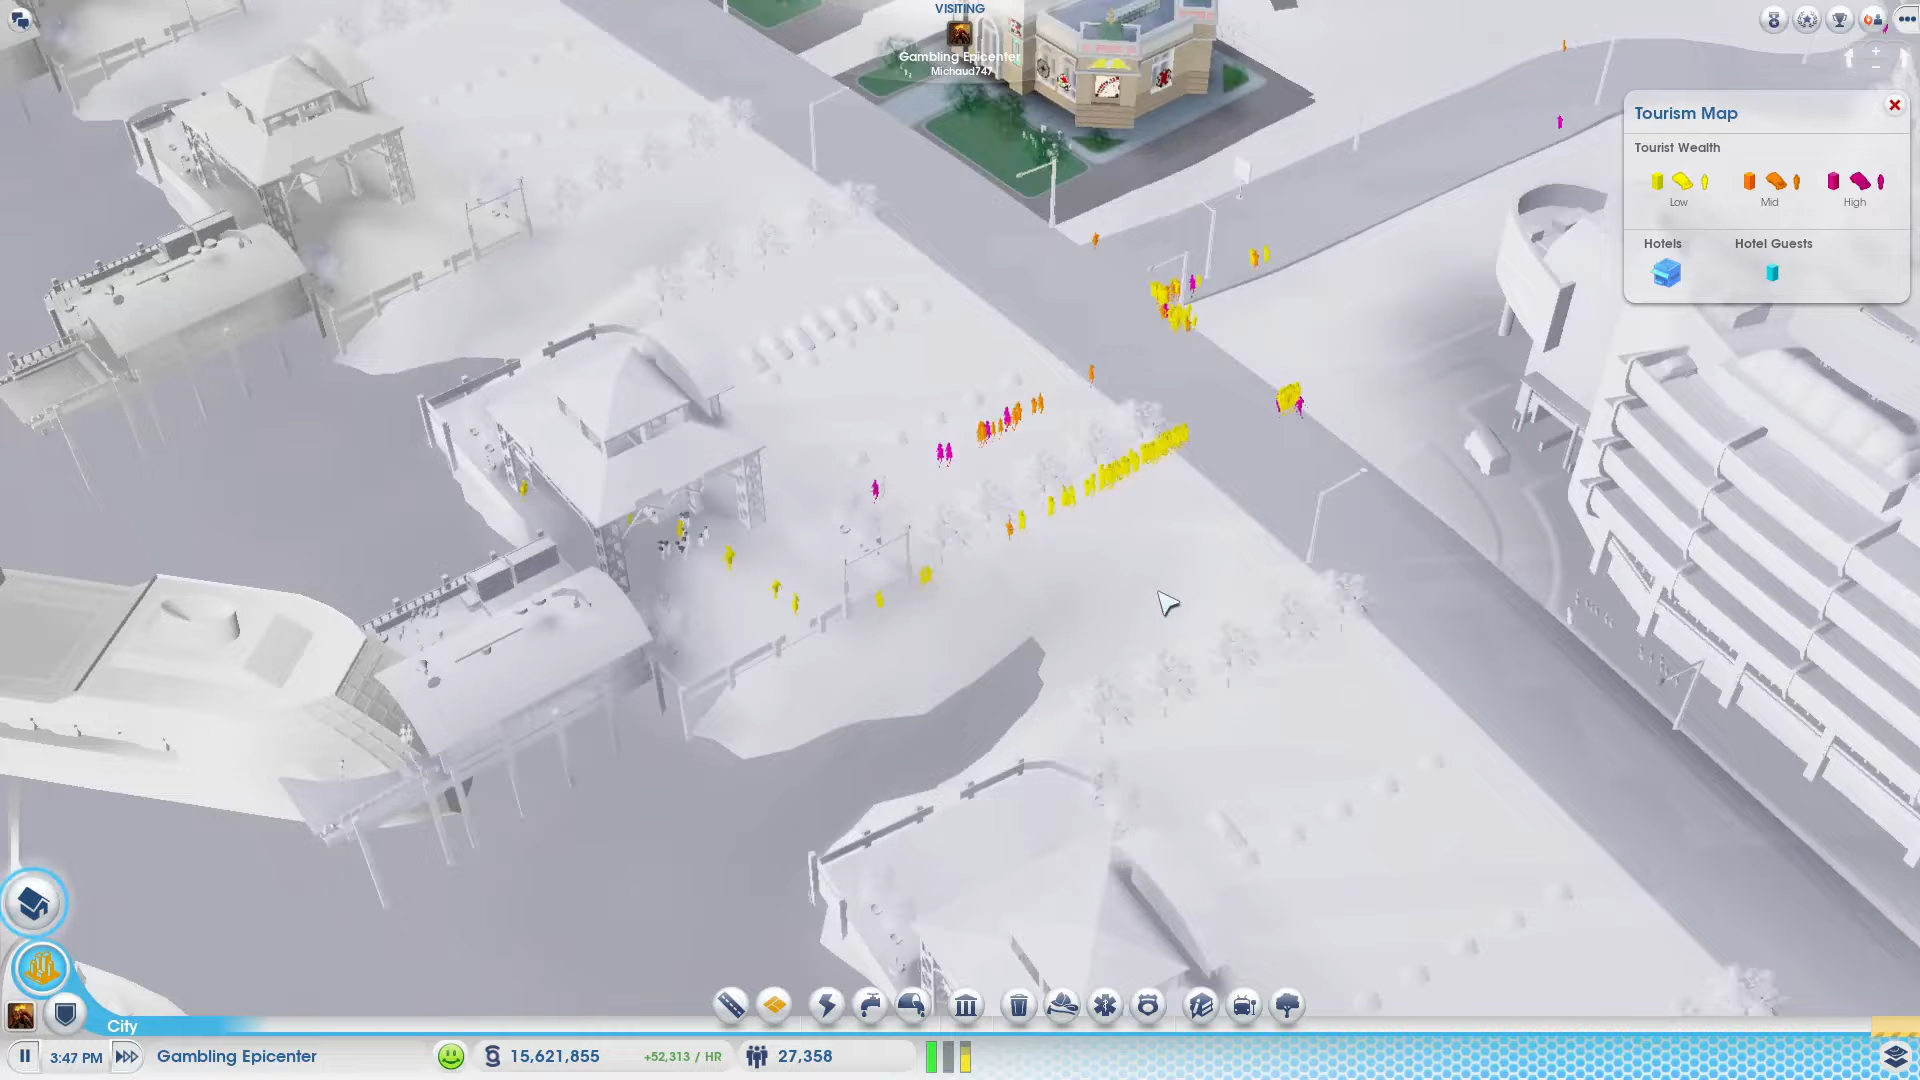 VISITING
Gambling Epicenter
Michaud747
Tourism Map
Tourist Wealth
Low
Mid
High
Hotels
Hotel Guests
City
3:47 PM
Gambling Epicenter
15,621,855
+52,313 / HR
27,358